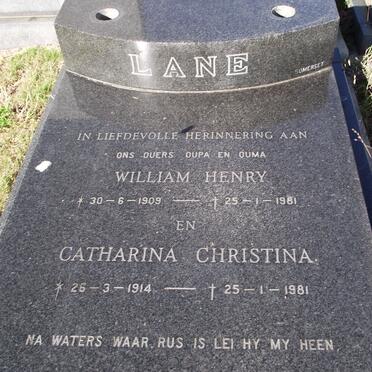 LANE
SOMERSET
IN LIEFDEVOLLE HERINNERING AAN
ONS OUERS OUPA EN OUMA
WILLIAM HENRY
* 30-6-1909 — † 25-1-1981
EN
CATHARINA CHRISTINA
* 26-3-1914 — † 25-1-1981
NA WATERS WAAR RUS IS LEI HY MY HEEN